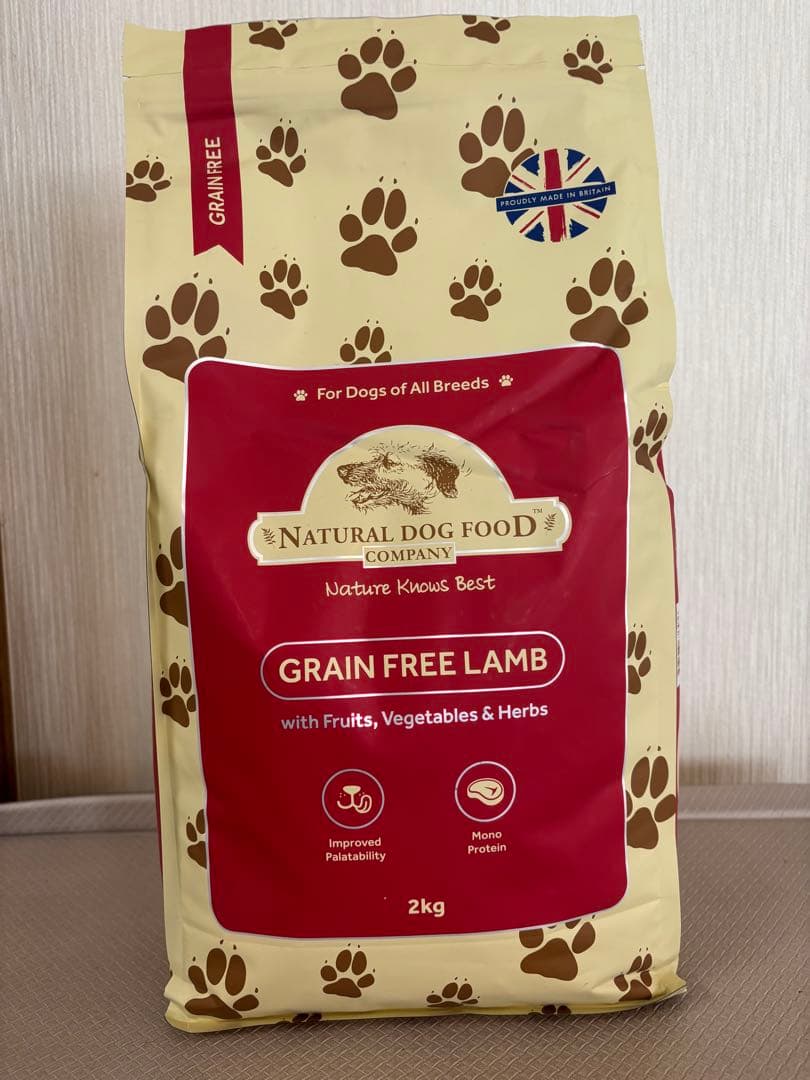 GRAIN FREE
PROUDLY MADE IN BRITAIN
For Dogs of All Breeds
NATURAL DOG FOOD™
COMPANY
Nature Knows Best
GRAIN FREE LAMB
with Fruits, Vegetables & Herbs
Improved
Palatability
Mono
Protein
2kg